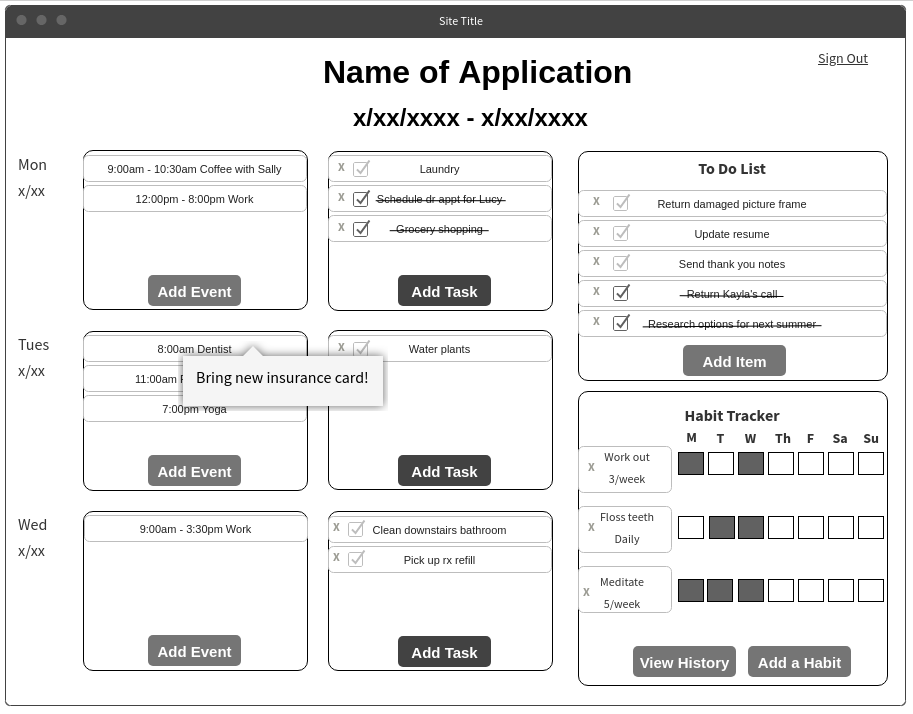 Site Title
Sign Out
Name of Application
x/xx/xxxx - x/xx/xxxx
Mon
x/xx
9:00am - 10:30am Coffee with Sally
12:00pm - 8:00pm Work
Add Event
X Laundry
X Schedule dr appt for Lucy
X Grocery shopping
Add Task
Tues
x/xx
8:00am Dentist
11:00am
7:00pm Yoga
Bring new insurance card!
Add Event
X Water plants
Add Task
Wed
x/xx
9:00am - 3:30pm Work
Add Event
X Clean downstairs bathroom
X Pick up rx refill
Add Task
To Do List
X Return damaged picture frame
X Update resume
X Send thank you notes
X Return Kayla's call
X Research options for next summer
Add Item
Habit Tracker
M T W Th F Sa Su
X Work out
3/week
X Floss teeth
Daily
X Meditate
5/week
View History
Add a Habit